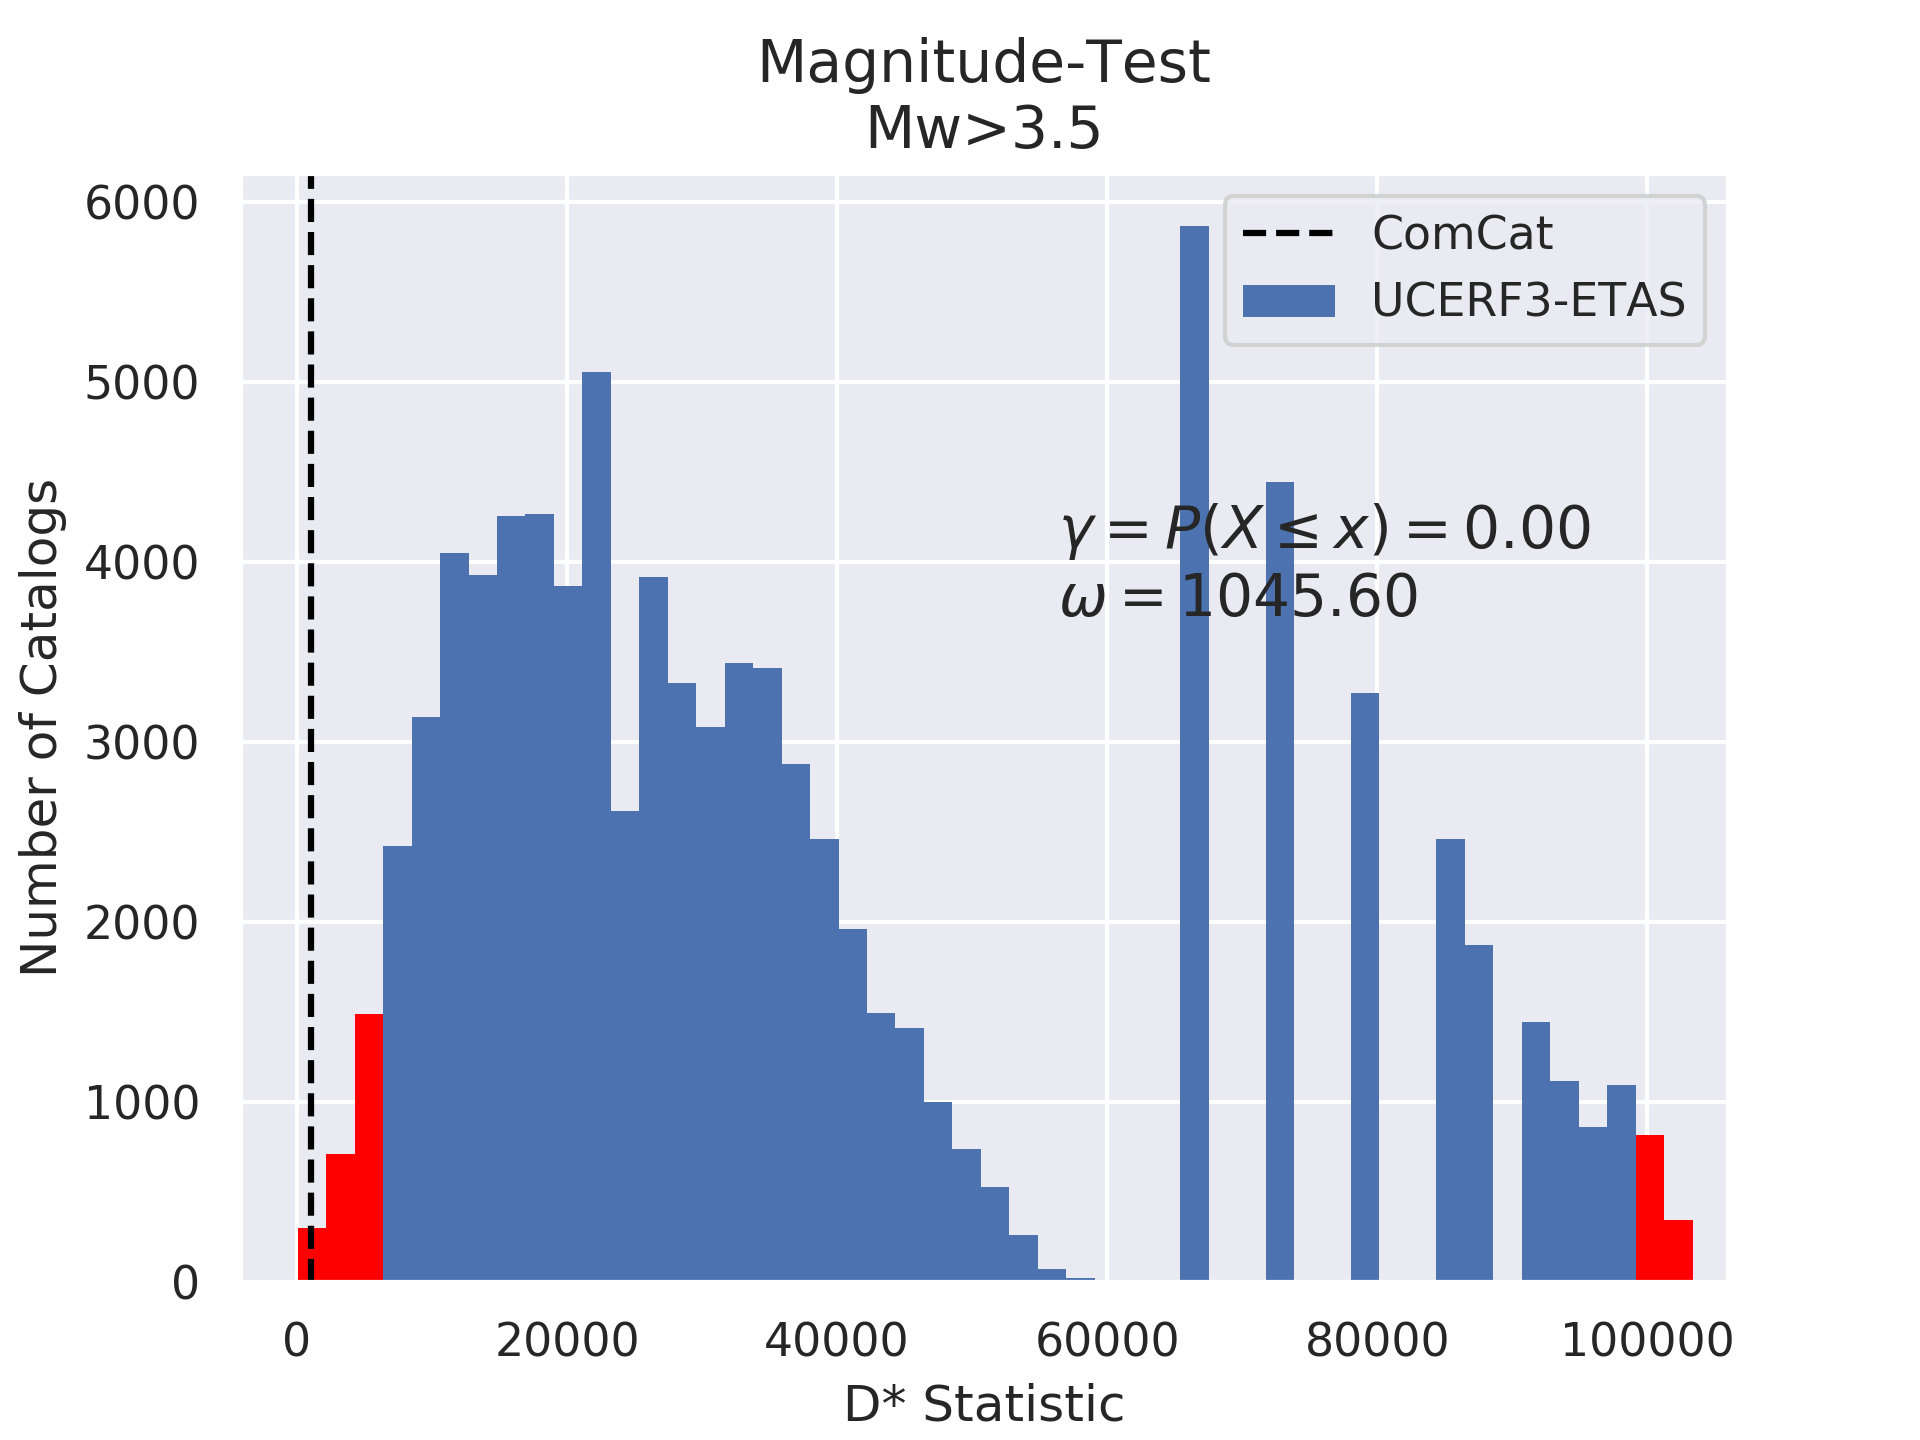 Magnitude-Test
Mw>3.5
6000
5000
4000
3000
2000
1000
0
Number of Catalogs
ComCat
UCERF3-ETAS
γ = P(X ≤ x) = 0.00
ω = 1045.60
0 20000 40000 60000 80000 100000
D* Statistic